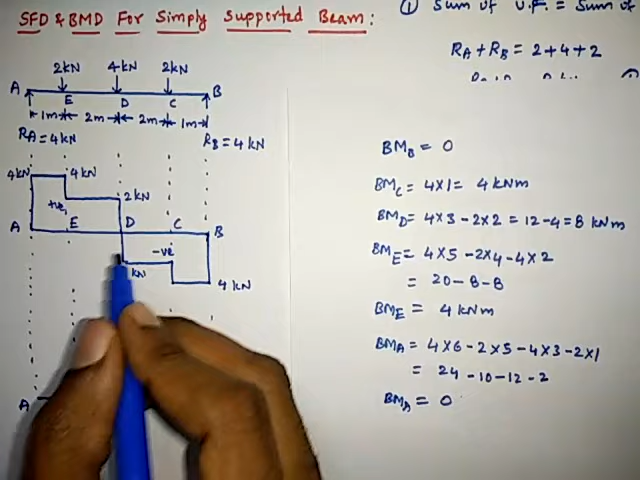 SFD & BMD For Simply Supported Beam:
① Sum of V.F. = Sum of
RA + RB = 2+4+2
2kN 4kN 2kN
A B
E D C
1m 2m 2m 1m
RA = 4kN RB = 4 kN
4kN 4kN
2kN
+ve
A E D C B
-ve
kN
4 kN
A
BMB = 0
BMC = 4×1 = 4 kNm
BMD = 4×3 - 2×2 = 12-4 = 8 kNm
BME = 4×5 - 2×4 - 4×2
= 20-8-8
BME = 4 kNm
BMA = 4×6 - 2×5 - 4×3 - 2×1
= 24 - 10 - 12 - 2
BMA = 0